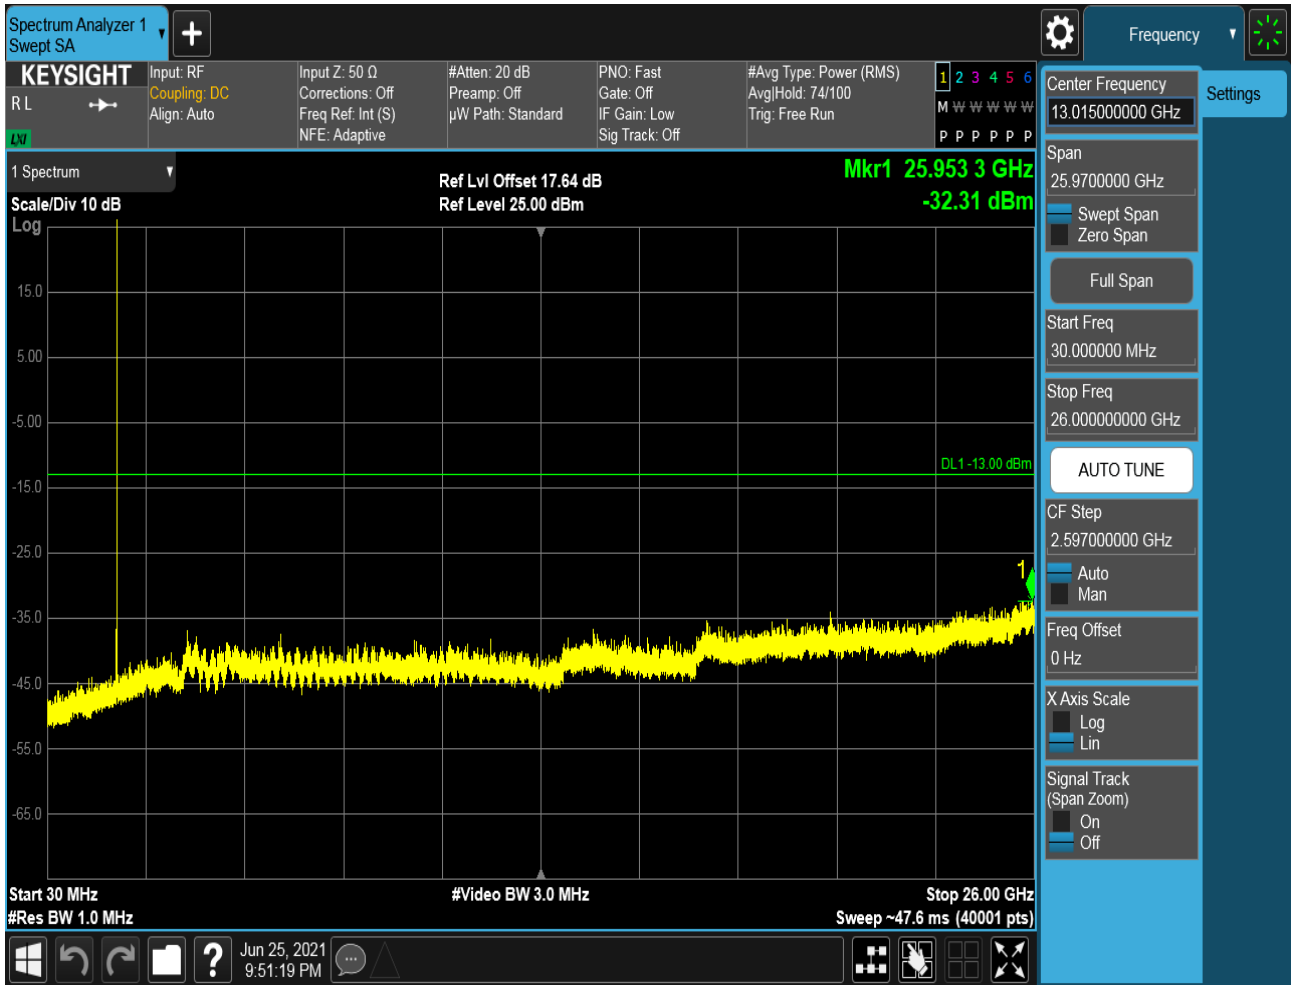 Spectrum Analyzer 1
Swept SA
Frequency
KEYSIGHT
R L
LXI
Input: RF
Coupling: DC
Align: Auto
Input Z: 50 Ω
Corrections: Off
Freq Ref: Int (S)
NFE: Adaptive
#Atten: 20 dB
Preamp: Off
µW Path: Standard
PNO: Fast
Gate: Off
IF Gain: Low
Sig Track: Off
#Avg Type: Power (RMS)
Avg|Hold: 74/100
Trig: Free Run
1 2 3 4 5 6
M W W W W W
P P P P P P
1 Spectrum
Scale/Div 10 dB
Log
Ref Lvl Offset 17.64 dB
Ref Level 25.00 dBm
Mkr1 25.953 3 GHz
-32.31 dBm
15.0
5.00
-5.00
-15.0
-25.0
-35.0
-45.0
-55.0
-65.0
DL1 -13.00 dBm
1
Start 30 MHz
#Res BW 1.0 MHz
#Video BW 3.0 MHz
Stop 26.00 GHz
Sweep ~47.6 ms (40001 pts)
Jun 25, 2021
9:51:19 PM
Center Frequency
13.015000000 GHz
Settings
Span
25.9700000 GHz
Swept Span
Zero Span
Full Span
Start Freq
30.000000 MHz
Stop Freq
26.000000000 GHz
AUTO TUNE
CF Step
2.597000000 GHz
Auto
Man
Freq Offset
0 Hz
X Axis Scale
Log
Lin
Signal Track
(Span Zoom)
On
Off